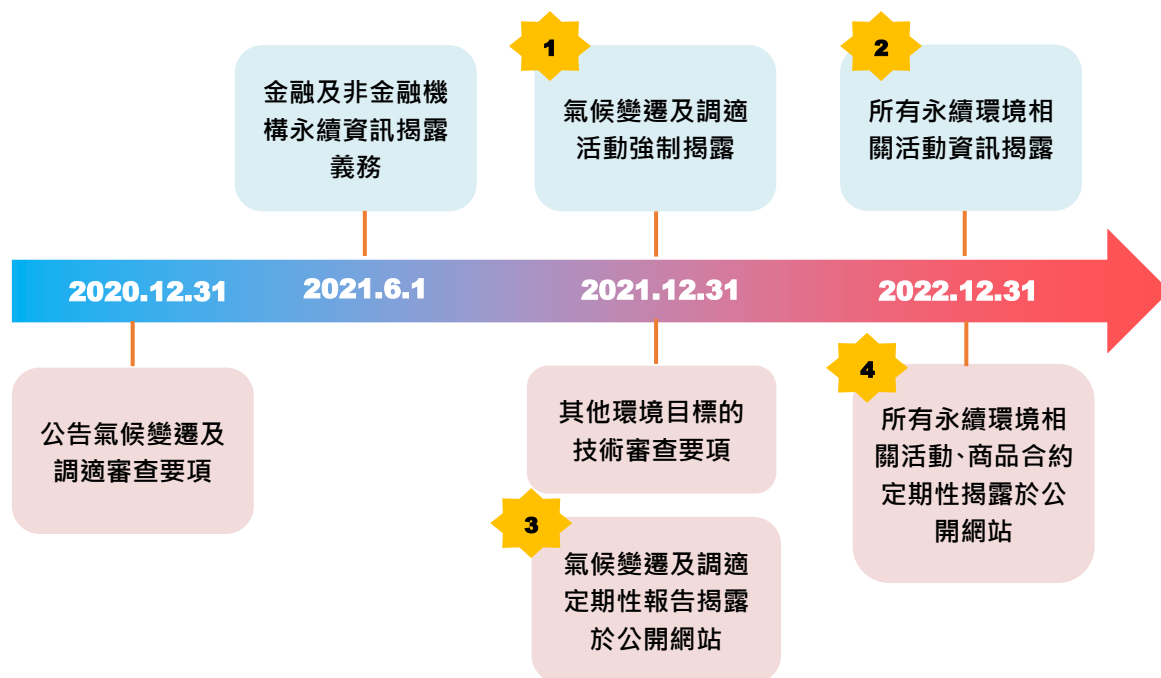 1
2
金融及非金融機
構永續資訊揭露
義務
氣候變遷及調適
活動強制揭露
所有永續環境相
關活動資訊揭露
2020.12.31
2021.6.1
2021.12.31
2022.12.31
公告氣候變遷及
調適審查要項
其他環境目標的
技術審查要項
3
氣候變遷及調適
定期性報告揭露
於公開網站
4
所有永續環境相
關活動、商品合約
定期性揭露於公
開網站